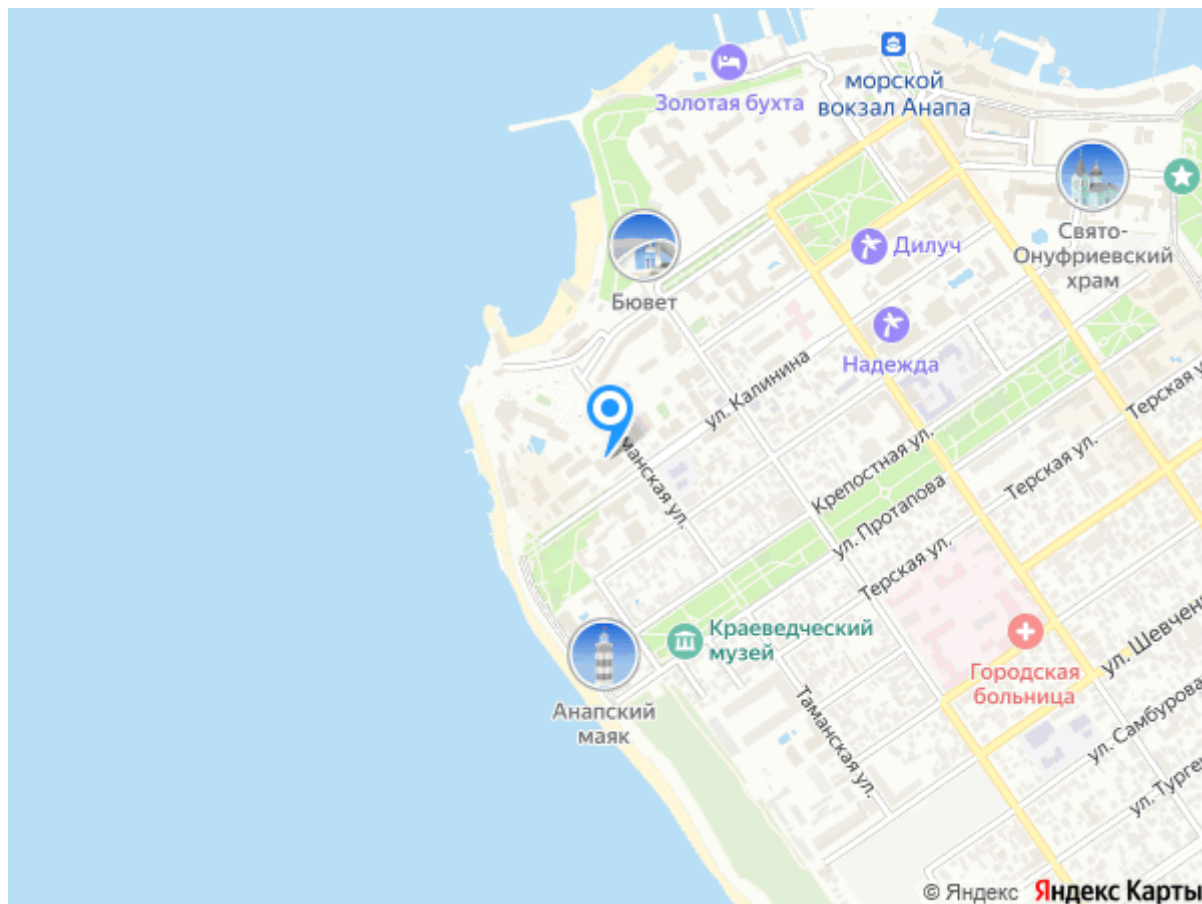 морской
вокзал Анапа
Золотая бухта
Свято-
Онуфриевский
храм
Дилуч
Бювет
Надежда
ул. Калинина
Терская у
Крепостная ул.
Терская ул.
манская ул.
ул. Протапова
Терская ул.
Краеведческий
музей
ул. Шевчен
Городская
больница
Анапский
маяк
Таманская ул.
ул. Самбурова
ул. Турге
© Яндекс Яндекс Карты